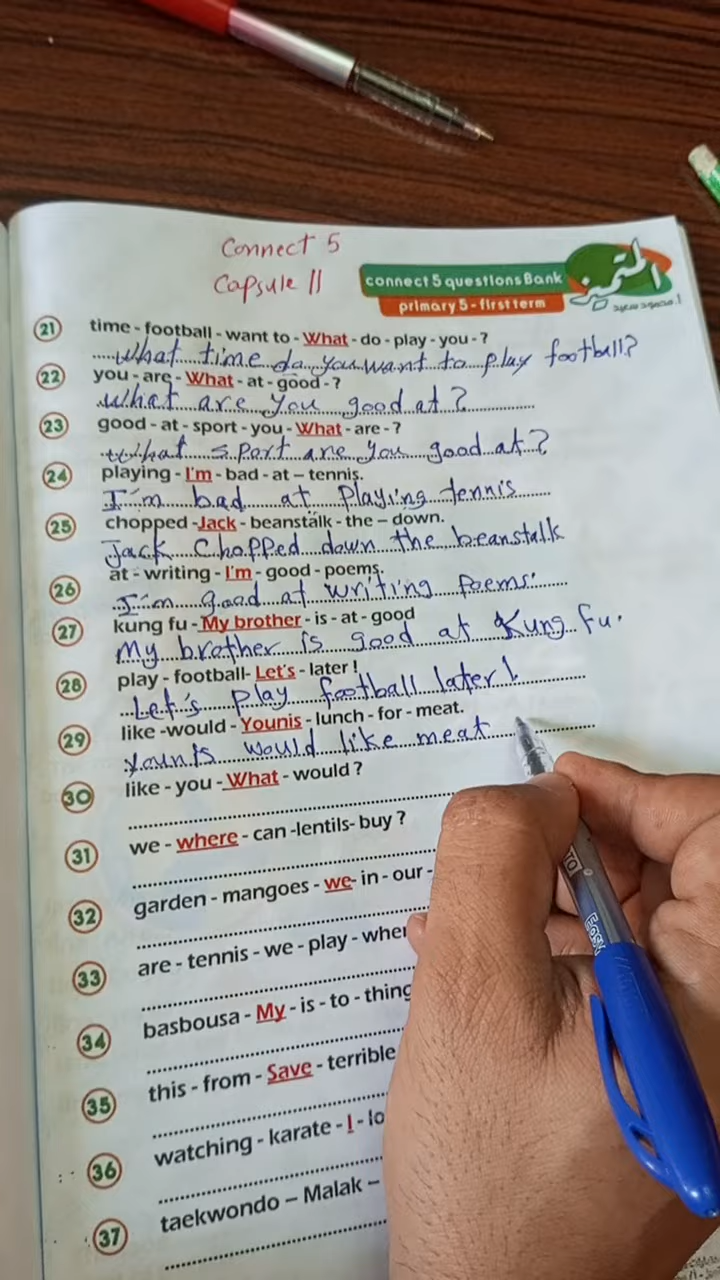 Connect 5
Capsule 11
connect 5 questions Bank
المتميز
primary 5 - first term
أ. محمود سعيد
21 time - football - want to - What - do - play - you - ?
What time do you want to play football?
22 you - are - What - at - good - ?
What are you good at?
23 good - at - sport - you - What - are - ?
What sport are you good at?
24 playing - I'm - bad - at – tennis.
I'm bad at playing tennis
25 chopped - Jack - beanstalk - the – down.
Jack Chopped down the beanstalk
26 at - writing - I'm - good - poems.
I'm good at writing poems.
27 kung fu - My brother - is - at - good
My brother is good at Kung fu.
28 play - football- Let's - later !
Let's play football later!
29 like -would - Younis - lunch - for - meat.
younis would like meat
30 like - you - What - would ?
31 we - where - can -lentils- buy ?
32 garden - mangoes - we- in - our -
33 are - tennis - we - play -
34 basbousa - My - is - to - thing
35 this - from - Save - terrible
36 watching - karate - I -
37 taekwondo – Malak –